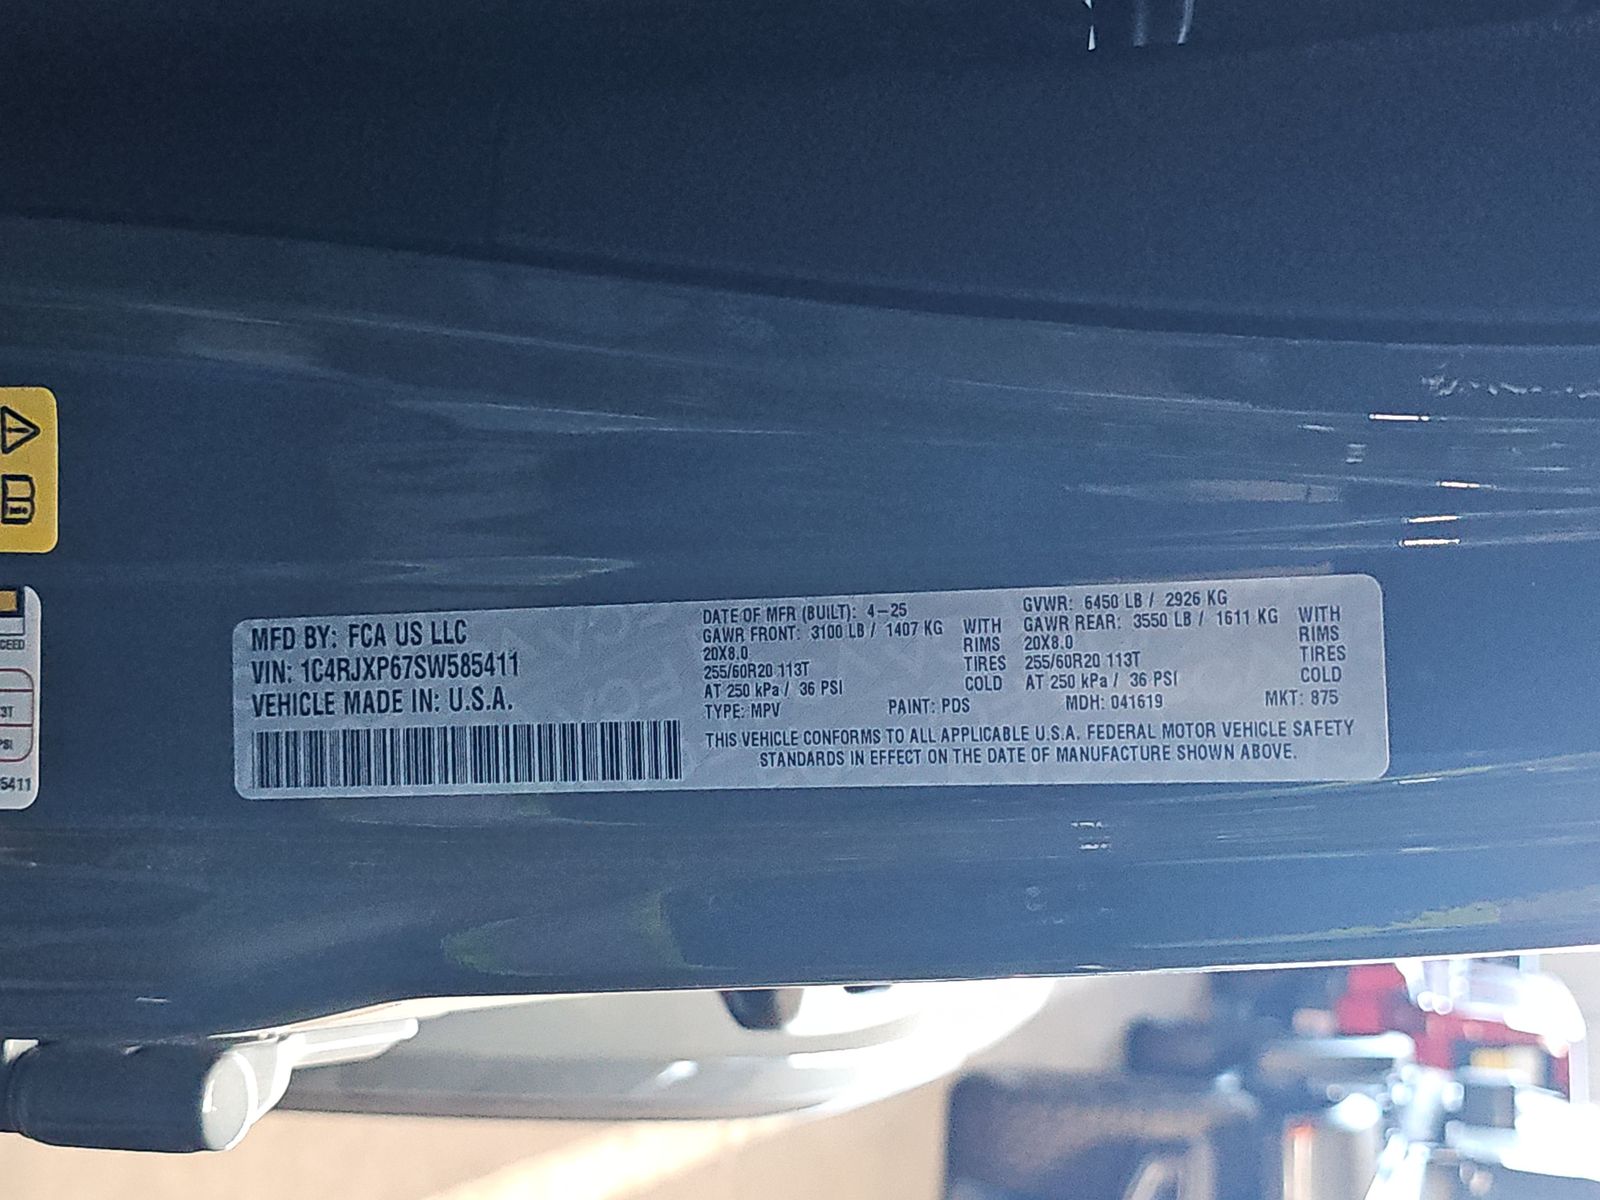 MFD BY: FCA US LLC
VIN: 1C4RJXP67SW585411
VEHICLE MADE IN: U.S.A.
DATE OF MFR (BUILT): 4-25
GAWR FRONT: 3100 LB / 1407 KG WITH
20X8.0 RIMS
255/60R20 113T TIRES
AT 250 kPa / 36 PSI COLD
GVWR: 6450 LB / 2926 KG
GAWR REAR: 3550 LB / 1611 KG WITH
20X8.0 RIMS
255/60R20 113T TIRES
AT 250 kPa / 36 PSI COLD
TYPE: MPV PAINT: PDS MDH: 041619 MKT: 875
THIS VEHICLE CONFORMS TO ALL APPLICABLE U.S.A. FEDERAL MOTOR VEHICLE SAFETY
STANDARDS IN EFFECT ON THE DATE OF MANUFACTURE SHOWN ABOVE.
CEED
3T
PSI
5411